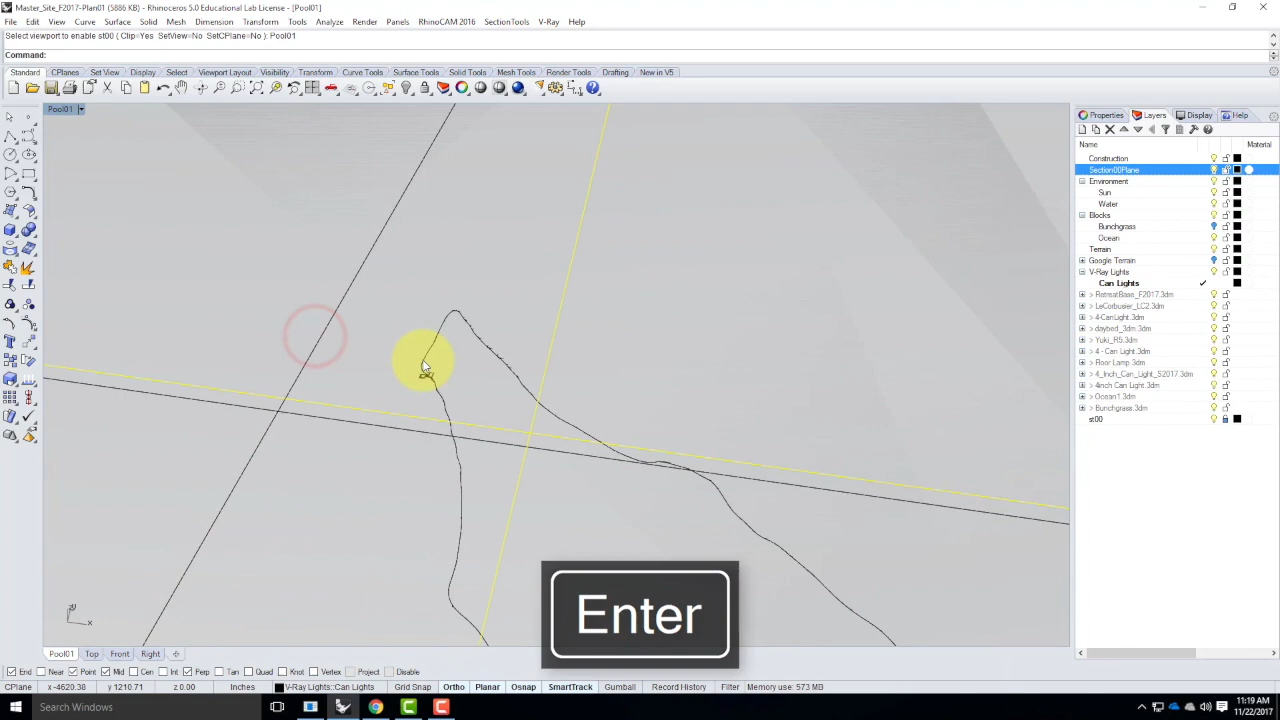 Master_Site_F2017-Plan01 (5886 KB) - Rhinoceros 5.0 Educational Lab License - [Pool01]
File Edit View Curve Surface Solid Mesh Dimension Transform Tools Analyze Render Panels RhinoCAM 2016 SectionTools V-Ray Help
Select viewport to enable st00 ( Clip=Yes SetView=No SetCPlane=No ): Pool01
Command:
Standard CPlanes Set View Display Select Viewport Layout Visibility Transform Curve Tools Surface Tools Solid Tools Mesh Tools Render Tools Drafting New in V5
Pool01
Properties Layers Display Help
Name Material
Construction
Section00Plane
Environment
Sun
Water
Blocks
Bunchgrass
Ocean
Terrain
Google Terrain
V-Ray Lights
Can Lights
> RetreatBase_F2017.3dm
> LeCorbusier_LC2.3dm
> 4-CanLight.3dm
> daybed_3dm.3dm
> Yuki_R5.3dm
> 4 - Can Light.3dm
> Floor Lamp.3dm
> 4_Inch_Can_Light_S2017.3dm
> 4inch Can Light.3dm
> Ocean1.3dm
> Bunchgrass.3dm
st00
Enter
y
x
Pool01 Top Front Right
End Near Point Mid Cen Int Perp Tan Quad Knot Vertex Project Disable
CPlane x -4620.38 y 1210.71 z 0.00 Inches V-Ray Lights::Can Lights Grid Snap Ortho Planar Osnap SmartTrack Gumball Record History Filter Memory use: 573 MB
Search Windows
11:19 AM
11/22/2017